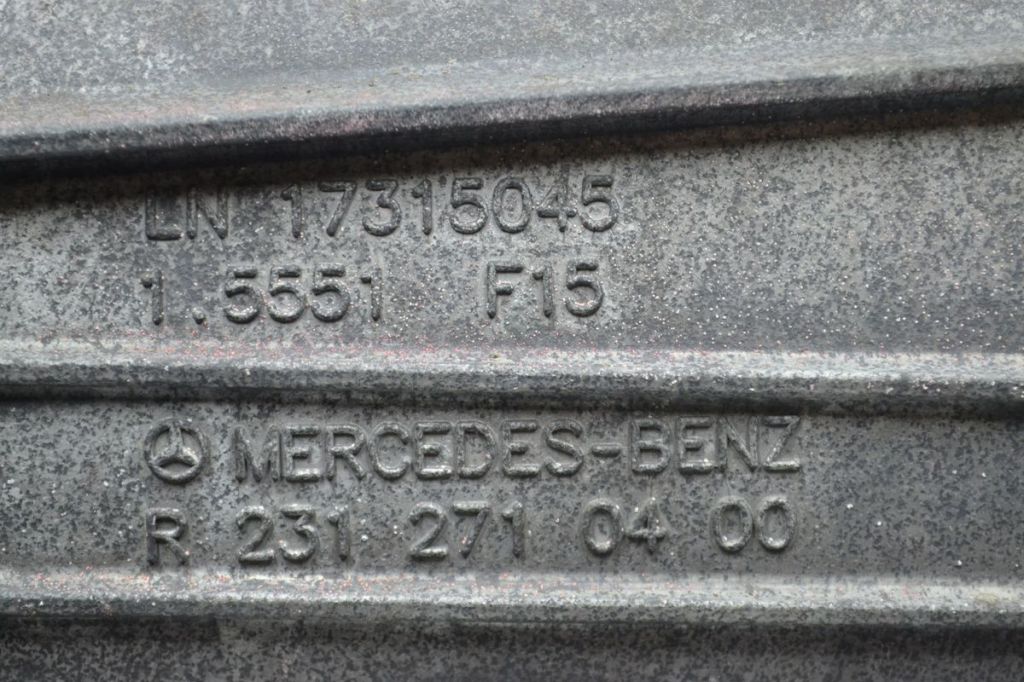 LN 17315045
1.5551 F15
MERCEDES-BENZ
R 231 271 04 00